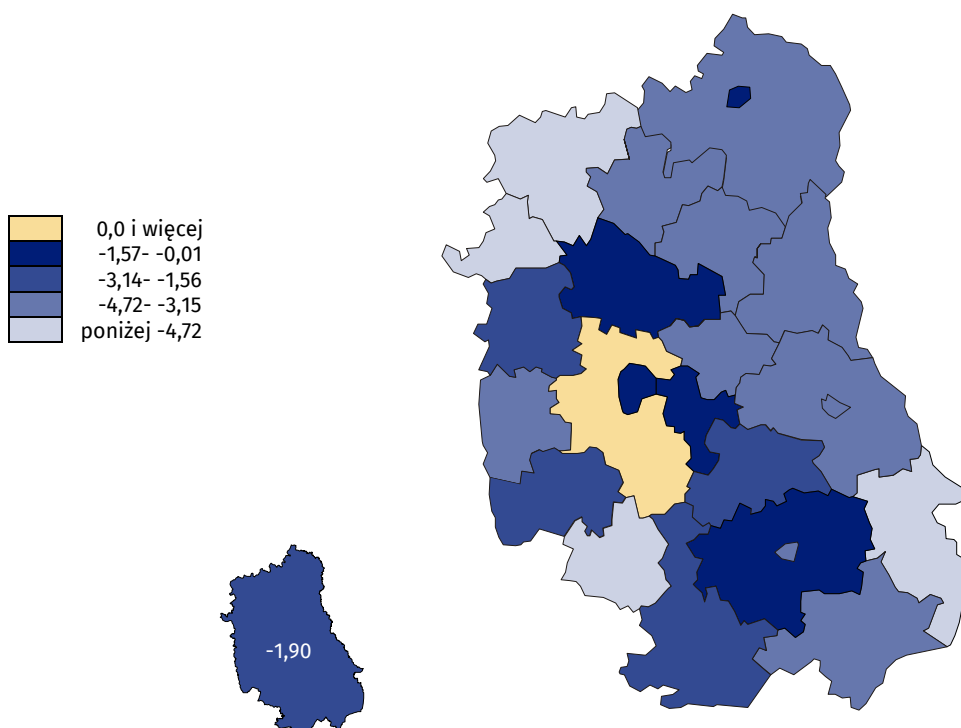 0,0 i więcej
-1,57- -0,01
-3,14- -1,56
-4,72- -3,15
poniżej -4,72
-1,90